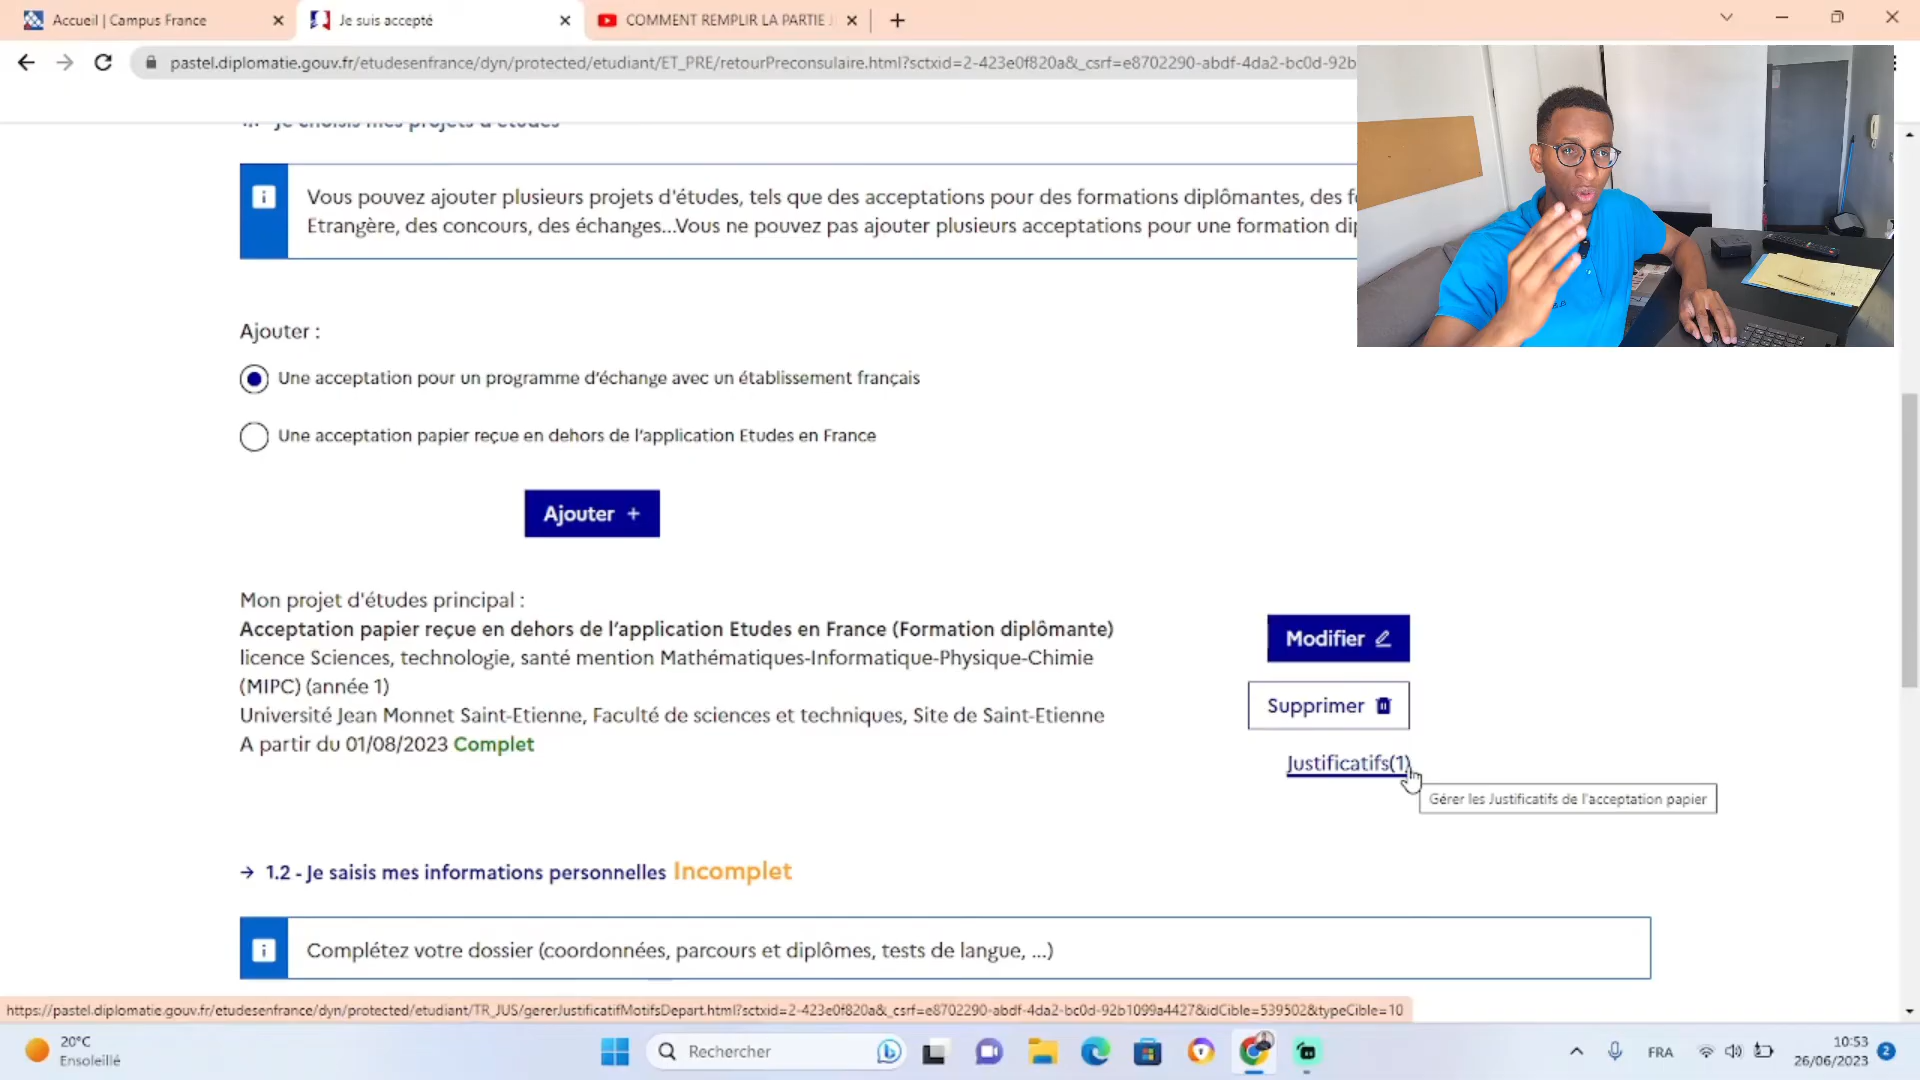 Accueil | Campus France
Je suis accepté
COMMENT REMPLIR LA PARTIE
pastel.diplomatie.gouv.fr/etudesenfrance/dyn/protected/etudiant/ET_PRE/retourPreconsulaire.html?sctxid=2-423e0f820a&_csrf=e8702290-abdf-4da2-bc0d-92b
Je choisis mes projets d'études
Vous pouvez ajouter plusieurs projets d'études, tels que des acceptations pour des formations diplômantes, des f
Etrangère, des concours, des échanges...Vous ne pouvez pas ajouter plusieurs acceptations pour une formation di
Ajouter :
Une acceptation pour un programme d’échange avec un établissement français
Une acceptation papier reçue en dehors de l’application Etudes en France
Ajouter +
Mon projet d'études principal :
Acceptation papier reçue en dehors de l’application Etudes en France (Formation diplômante)
licence Sciences, technologie, santé mention Mathématiques-Informatique-Physique-Chimie
(MIPC) (année 1)
Université Jean Monnet Saint-Etienne, Faculté de sciences et techniques, Site de Saint-Etienne
A partir du 01/08/2023 Complet
Modifier
Supprimer
Justificatifs(1)
Gérer les Justificatifs de l'acceptation papier
→ 1.2 - Je saisis mes informations personnelles Incomplet
Complétez votre dossier (coordonnées, parcours et diplômes, tests de langue, ...)
https://pastel.diplomatie.gouv.fr/etudesenfrance/dyn/protected/etudiant/TR_JUS/gererJustificatifMotifsDepart.html?sctxid=2-423e0f820a&_csrf=e8702290-abdf-4da2-bc0d-92b1099a4427&idCible=539502&typeCible=10
20°C
Ensoleillé
Rechercher
FRA
10:53
26/06/2023
2